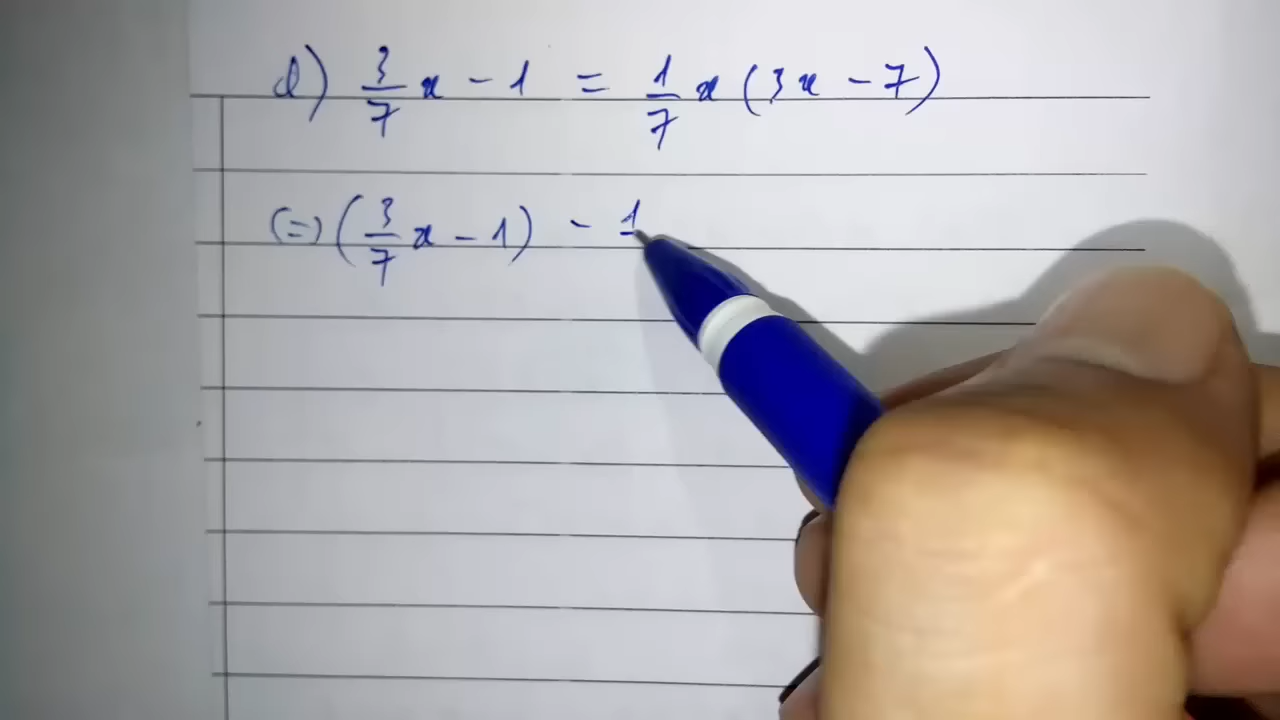 d) 3/7 x - 1 = 1/7 x (3x - 7)
(=) (3/7 x - 1) - 1